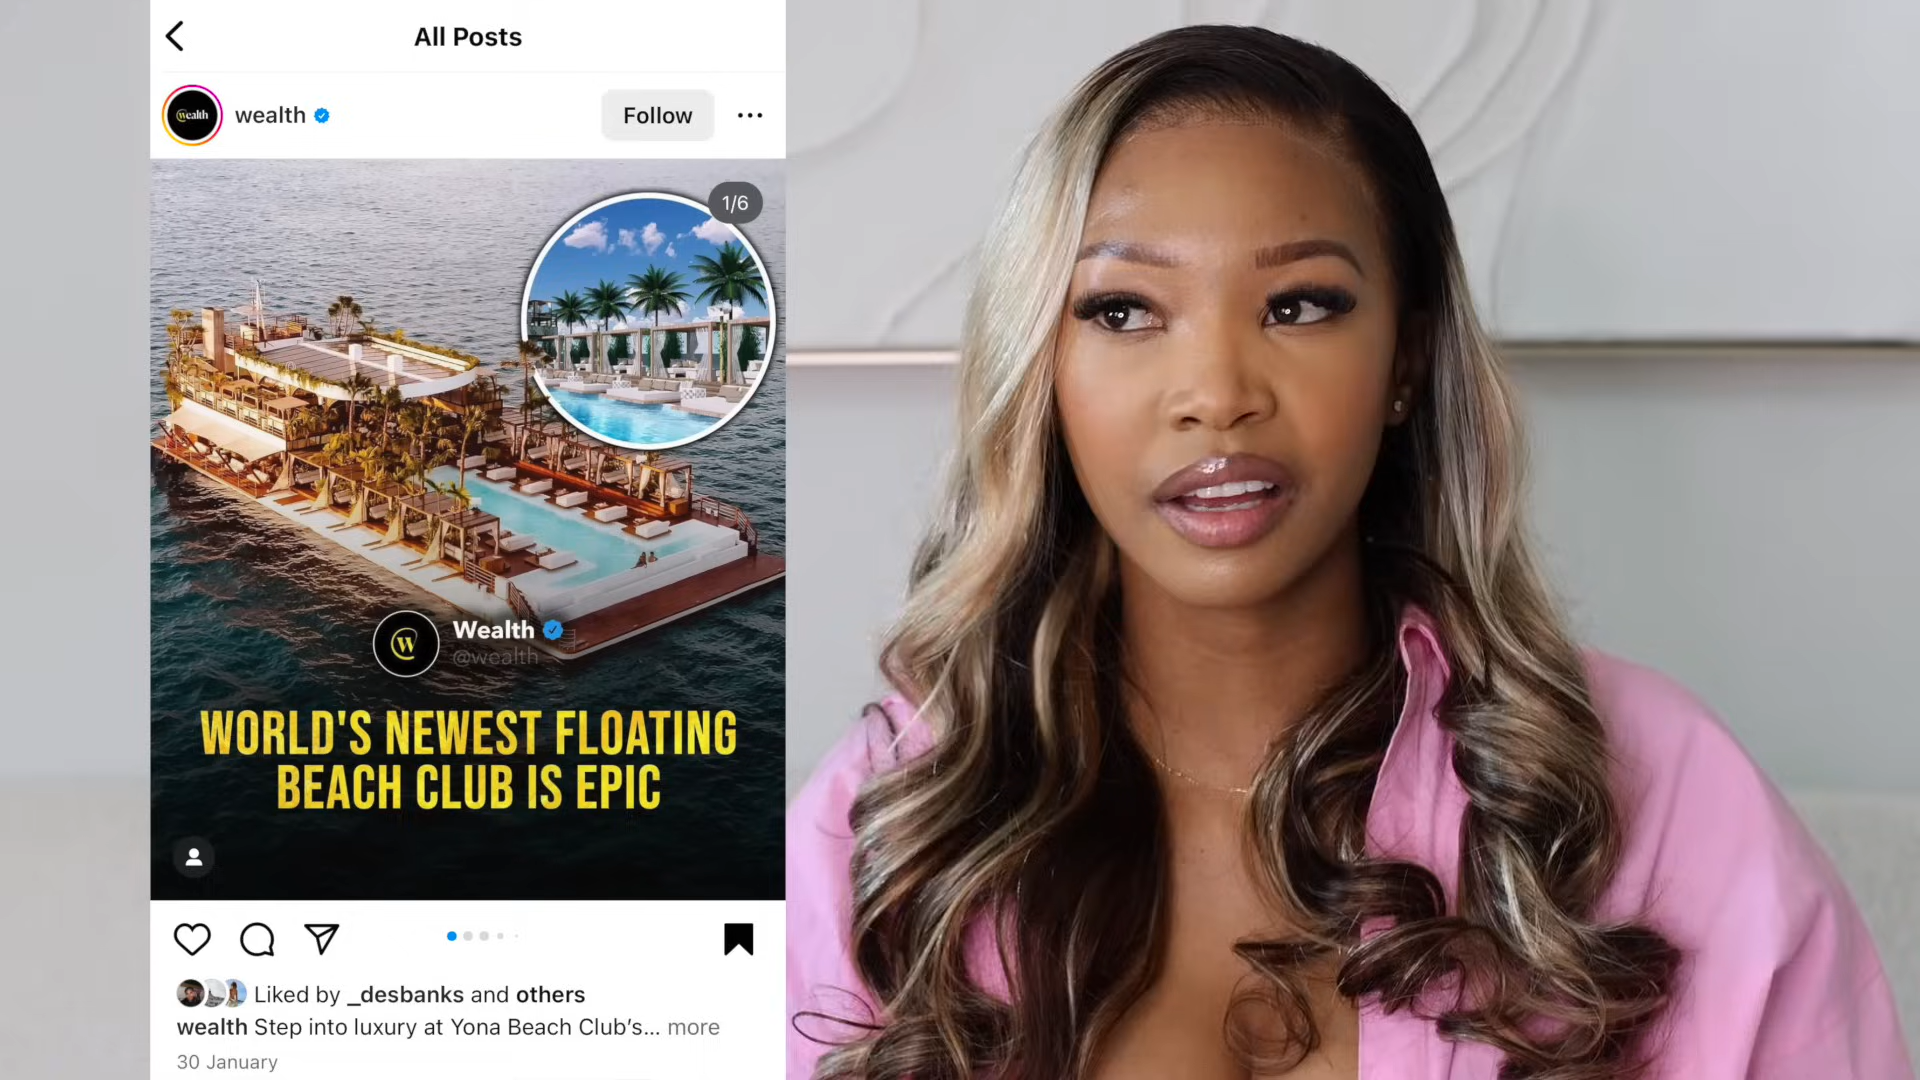 All Posts
wealth
wealth
Follow
1/6
W
Wealth
@wealth
WORLD'S NEWEST FLOATING
BEACH CLUB IS EPIC
Liked by _desbanks and others
wealth Step into luxury at Yona Beach Club's... more
30 January